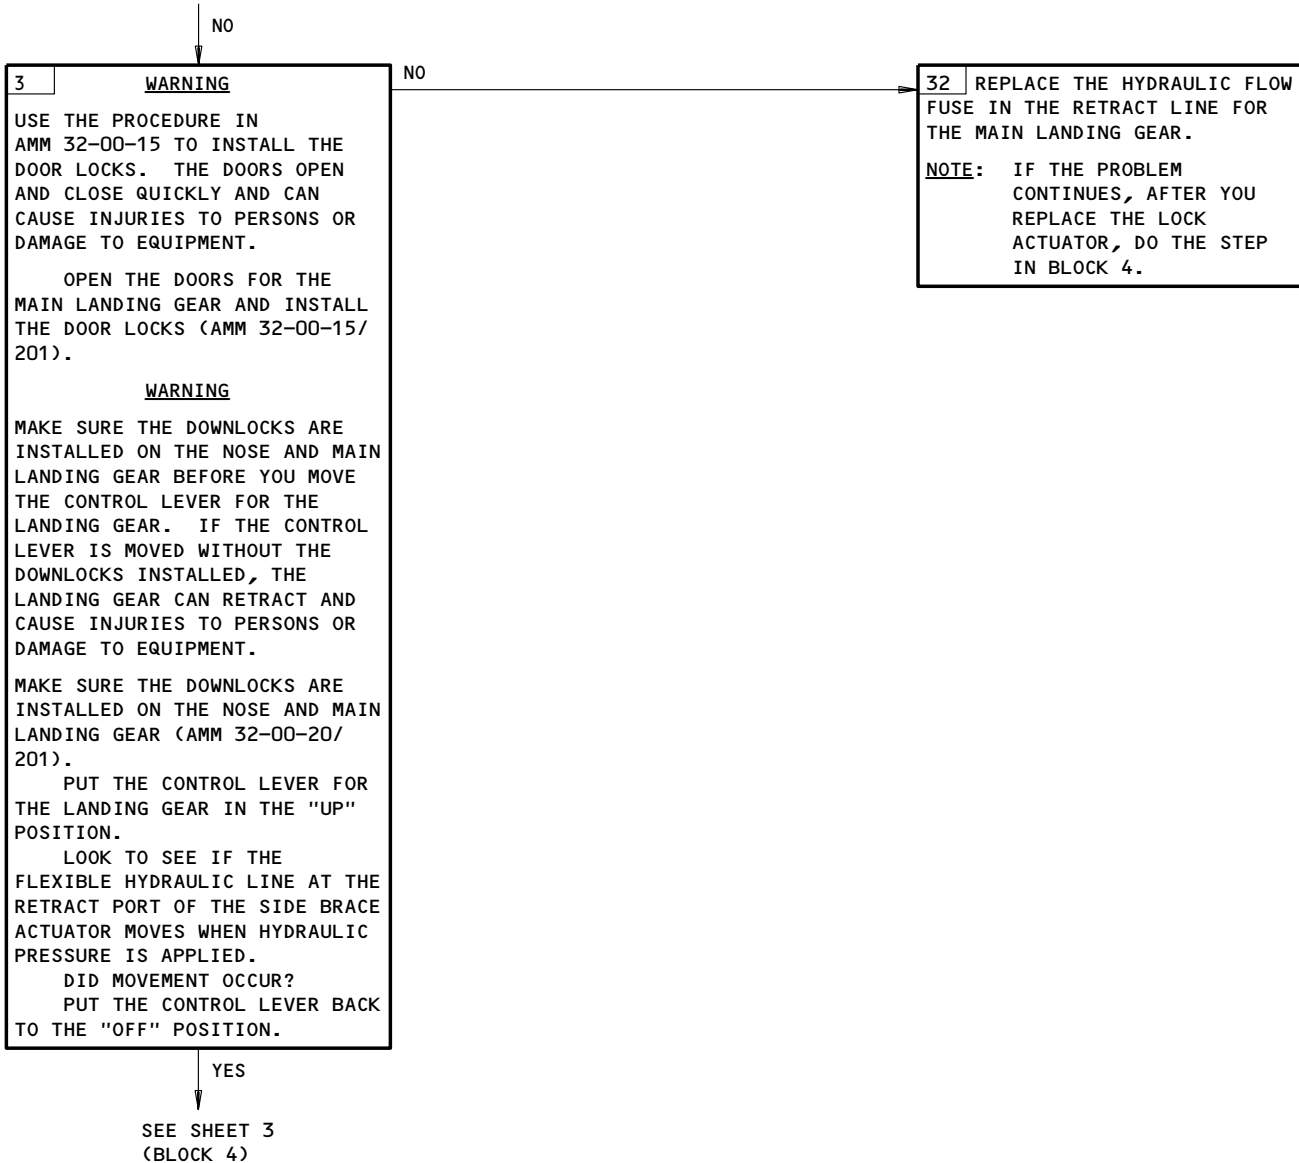 NO
3 WARNING
USE THE PROCEDURE IN
AMM 32-00-15 TO INSTALL THE
DOOR LOCKS. THE DOORS OPEN
AND CLOSE QUICKLY AND CAN
CAUSE INJURIES TO PERSONS OR
DAMAGE TO EQUIPMENT.
OPEN THE DOORS FOR THE
MAIN LANDING GEAR AND INSTALL
THE DOOR LOCKS (AMM 32-00-15/
201).
WARNING
MAKE SURE THE DOWNLOCKS ARE
INSTALLED ON THE NOSE AND MAIN
LANDING GEAR BEFORE YOU MOVE
THE CONTROL LEVER FOR THE
LANDING GEAR. IF THE CONTROL
LEVER IS MOVED WITHOUT THE
DOWNLOCKS INSTALLED, THE
LANDING GEAR CAN RETRACT AND
CAUSE INJURIES TO PERSONS OR
DAMAGE TO EQUIPMENT.
MAKE SURE THE DOWNLOCKS ARE
INSTALLED ON THE NOSE AND MAIN
LANDING GEAR (AMM 32-00-20/
201).
PUT THE CONTROL LEVER FOR
THE LANDING GEAR IN THE "UP"
POSITION.
LOOK TO SEE IF THE
FLEXIBLE HYDRAULIC LINE AT THE
RETRACT PORT OF THE SIDE BRACE
ACTUATOR MOVES WHEN HYDRAULIC
PRESSURE IS APPLIED.
DID MOVEMENT OCCUR?
PUT THE CONTROL LEVER BACK
TO THE "OFF" POSITION.
YES
SEE SHEET 3
(BLOCK 4)
NO
32 REPLACE THE HYDRAULIC FLOW
FUSE IN THE RETRACT LINE FOR
THE MAIN LANDING GEAR.
NOTE: IF THE PROBLEM
CONTINUES, AFTER YOU
REPLACE THE LOCK
ACTUATOR, DO THE STEP
IN BLOCK 4.